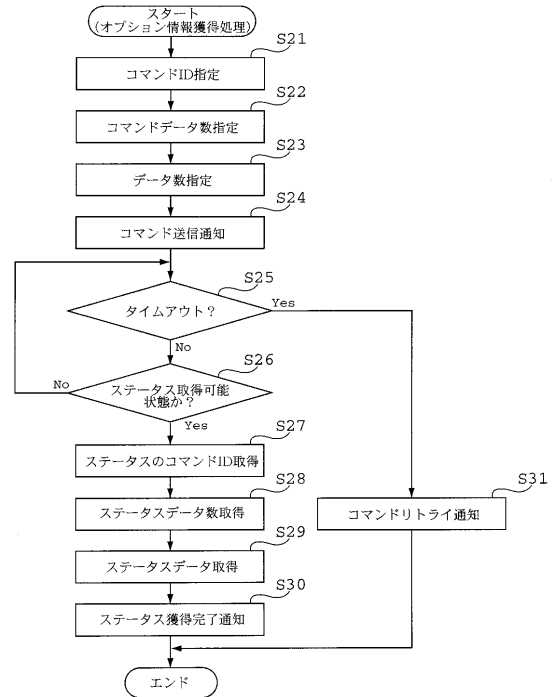 スタート
(オプション情報獲得処理)
S21
コマンドID指定
S22
コマンドデータ数指定
S23
データ数指定
S24
コマンド送信通知
S25
タイムアウト？
Yes
No
S26
No
ステータス取得可能
状態か？
Yes
S27
ステータスのコマンドID取得
S28
ステータスデータ数取得
S31
コマンドリトライ通知
S29
ステータスデータ取得
S30
ステータス獲得完了通知
エンド